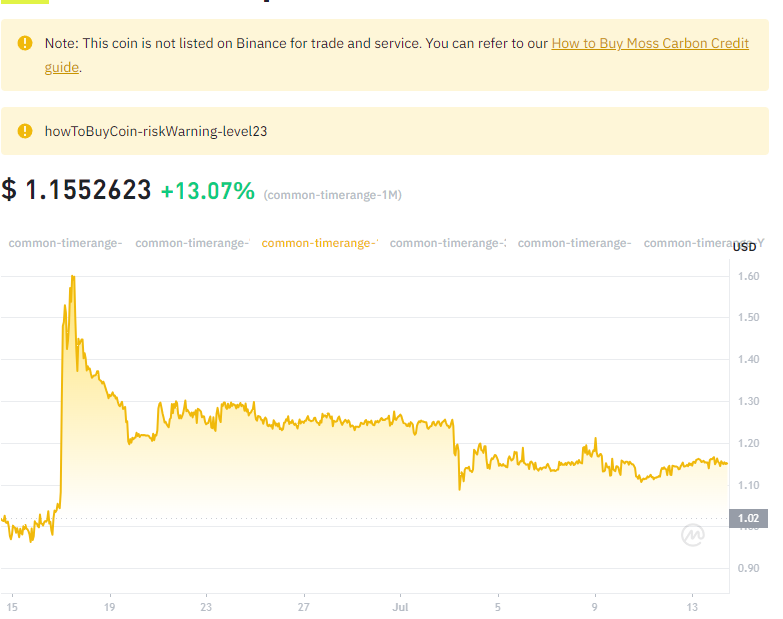 Note: This coin is not listed on Binance for trade and service. You can refer to our How to Buy Moss Carbon Credit
guide.
howToBuyCoin-riskWarning-level23
$ 1.1552623 +13.07% (common-timerange-1M)
common-timerange- common-timerange- common-timerange- common-timerange- common-timerange- common-timerange-Y
USD
1.60
1.50
1.40
1.30
1.20
1.10
1.02
0.90
15 19 23 27 Jul 5 9 13